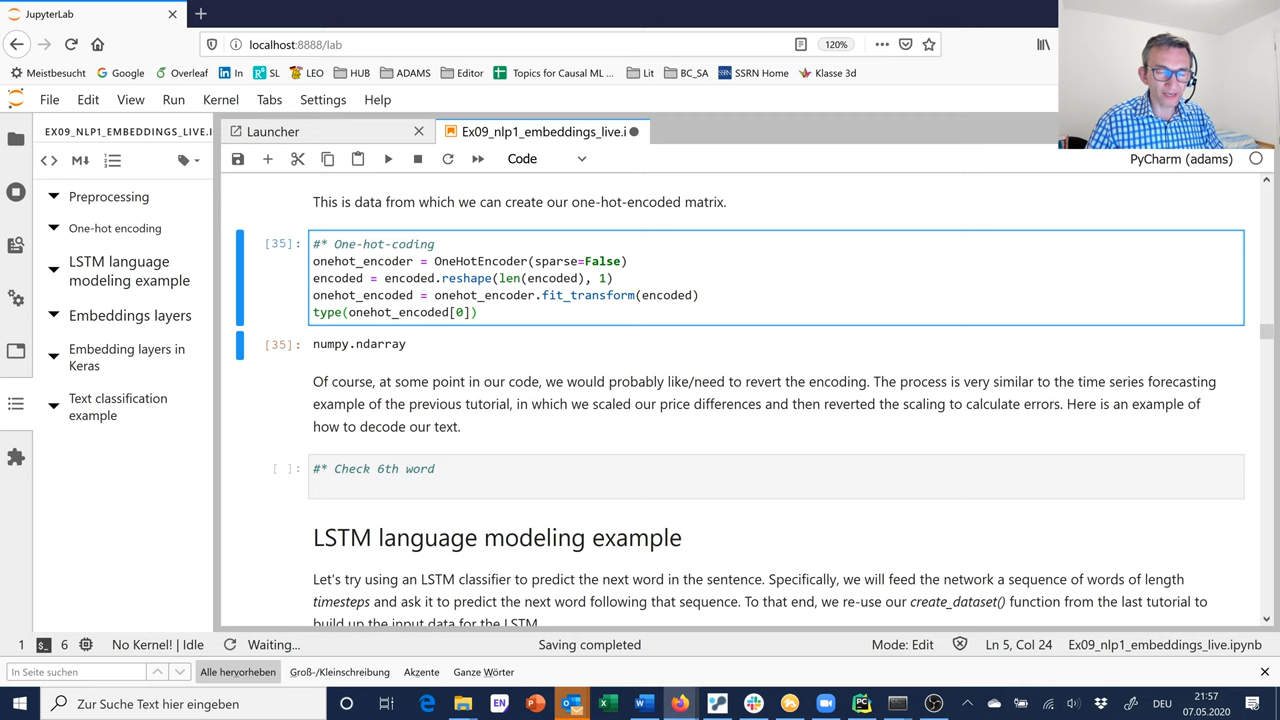 JupyterLab
localhost:8888/lab
120%
Meistbesucht
Google
Overleaf
In
SL
LEO
HUB
ADAMS
Editor
Topics for Causal ML ...
Lit
BC_SA
SSRN Home
Klasse 3d
File
Edit
View
Run
Kernel
Tabs
Settings
Help
EX09_NLP1_EMBEDDINGS_LIVE.I
Launcher
Ex09_nlp1_embeddings_live.i
Code
PyCharm (adams)
Preprocessing
One-hot encoding
LSTM language
modeling example
Embeddings layers
Embedding layers in
Keras
Text classification
example
This is data from which we can create our one-hot-encoded matrix.
[35]:
#* One-hot-coding
onehot_encoder = OneHotEncoder(sparse=False)
encoded = encoded.reshape(len(encoded), 1)
onehot_encoded = onehot_encoder.fit_transform(encoded)
type(onehot_encoded[0])
[35]:
numpy.ndarray
Of course, at some point in our code, we would probably like/need to revert the encoding. The process is very similar to the time series forecasting
example of the previous tutorial, in which we scaled our price differences and then reverted the scaling to calculate errors. Here is an example of
how to decode our text.
[ ]:
#* Check 6th word
LSTM language modeling example
Let's try using an LSTM classifier to predict the next word in the sentence. Specifically, we will feed the network a sequence of words of length
timesteps and ask it to predict the next word following that sequence. To that end, we re-use our create_dataset() function from the last tutorial to
build up the input data for the LSTM.
1
6
No Kernel! | Idle
Waiting...
Saving completed
Mode: Edit
Ln 5, Col 24
Ex09_nlp1_embeddings_live.ipynb
In Seite suchen
Alle hervorheben
Groß-/Kleinschreibung
Akzente
Ganze Wörter
Zur Suche Text hier eingeben
EN
DEU
21:57
07.05.2020